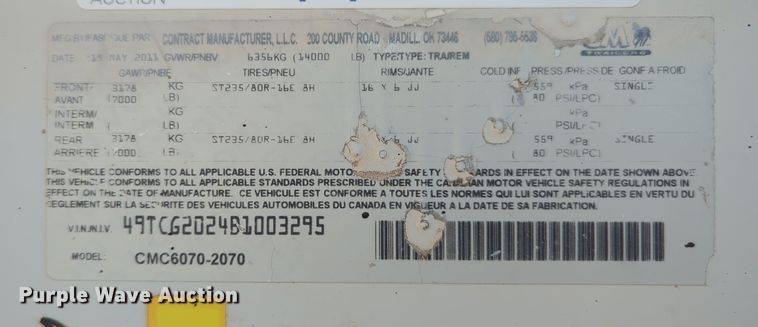 AUCTION
MFG BY/FABRIQUE PAR CONTRACT MANUFACTURER, L.L.C. 200 COUNTY ROAD MADILL, OK 73446 (580) 795-5536 CM TRAILERS
DATE MAY 2011 GVWR/PNBV 6356KG (14000 LB) TYPE/TYPE: TRA/REM
GAWR/PNBE TIRES/PNEU RIMS/JANTE COLD INF. PRESS/PRESS DE GONF A FROID
FRONT/ 3178 KG ST235/80R-16E 8H 16 X 6 JJ 559 kPa SINGLE
AVANT (7000 LB) ( 80 PSI/LPC)
INTERM/ KG kPa
INTERM ( LB) ( PSI/LPC)
REAR 3178 KG ST235/80R-16E 8H 6 JJ 559 kPa SINGLE
ARRIERE (7000 LB) ( 80 PSI/LPC)
THIS VEHICLE CONFORMS TO ALL APPLICABLE U.S. FEDERAL MOTOR SAFETY STANDARDS IN EFFECT ON THE DATE SHOWN ABOVE.
THIS VEHICLE CONFORMS TO ALL APPLICABLE STANDARDS PRESCRIBED UNDER THE CANADIAN MOTOR VEHICLE SAFETY REGULATIONS IN
EFFECT ON THE DATE OF MANUFACTURE. CE VEHICULE EST CONFORME A TOUTES LES NORMES QUI LUI SONT APPLICABLES EN VERTU DU
REGLEMENT SUR LA SECURITE DES VEHICULES AUTOMOBILES DU CANADA EN VIGUEUR A LA DATE DE SA FABRICATION.
V.I.N./N.I.V. 49TCG2024B1003295
MODEL: CMC6070-2070
Purple Wave Auction